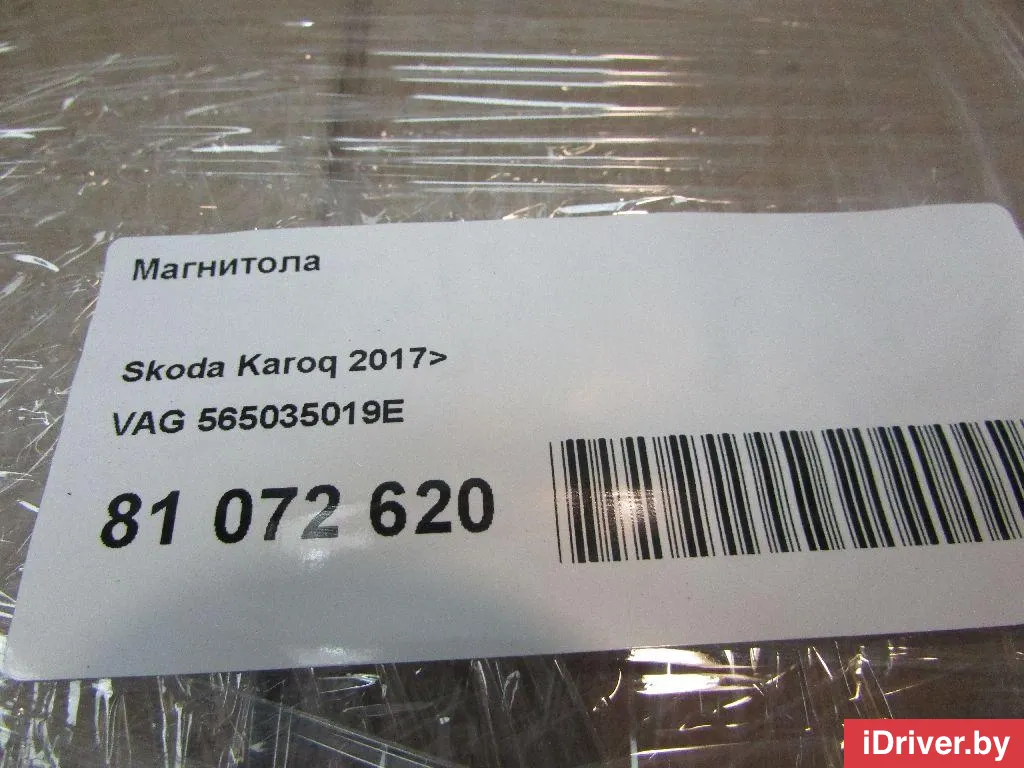 Магнитола
Skoda Karoq 2017>
VAG 565035019E
81 072 620
iDriver.by